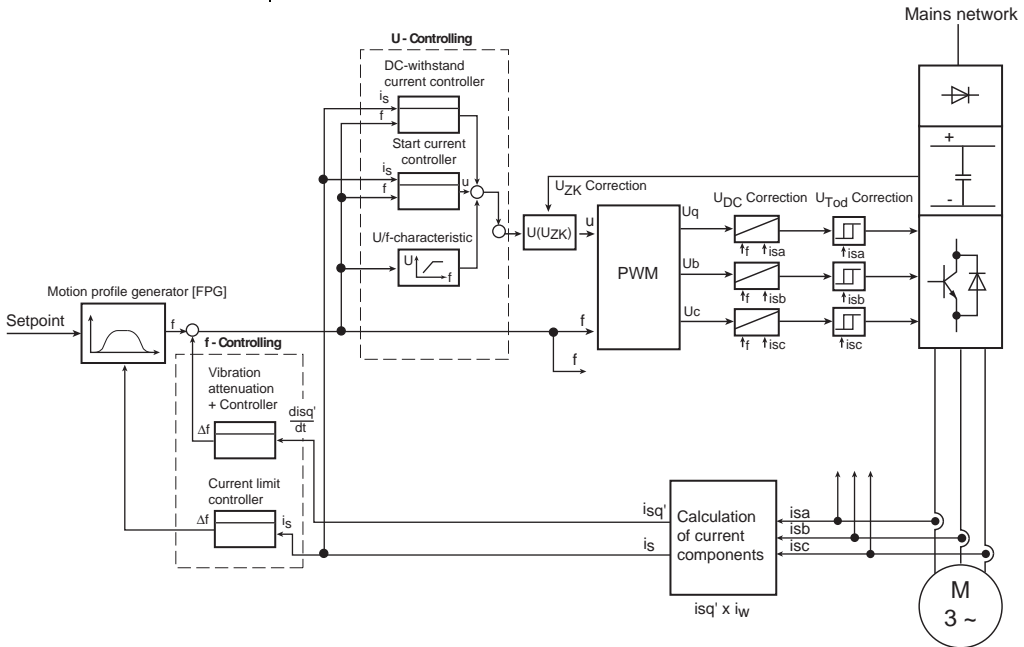 Mains network
U - Controlling
DC-withstand
current controller
is
f
Start current
controller
is
f
u
U/f-characteristic
U
f
UZK Correction
U(UZK)
u
PWM
f
f
Uq
Ub
Uc
UDC Correction
UTod Correction
f
isa
isa
f
isb
isb
f
isc
isc
+
-
Motion profile generator [FPG]
Setpoint
f
f - Controlling
Vibration
attenuation
+ Controller
Δf
disq'
dt
Current limit
controller
Δf
is
isq'
is
Calculation
of current
components
isa
isb
isc
isq' x iw
M
3 ~